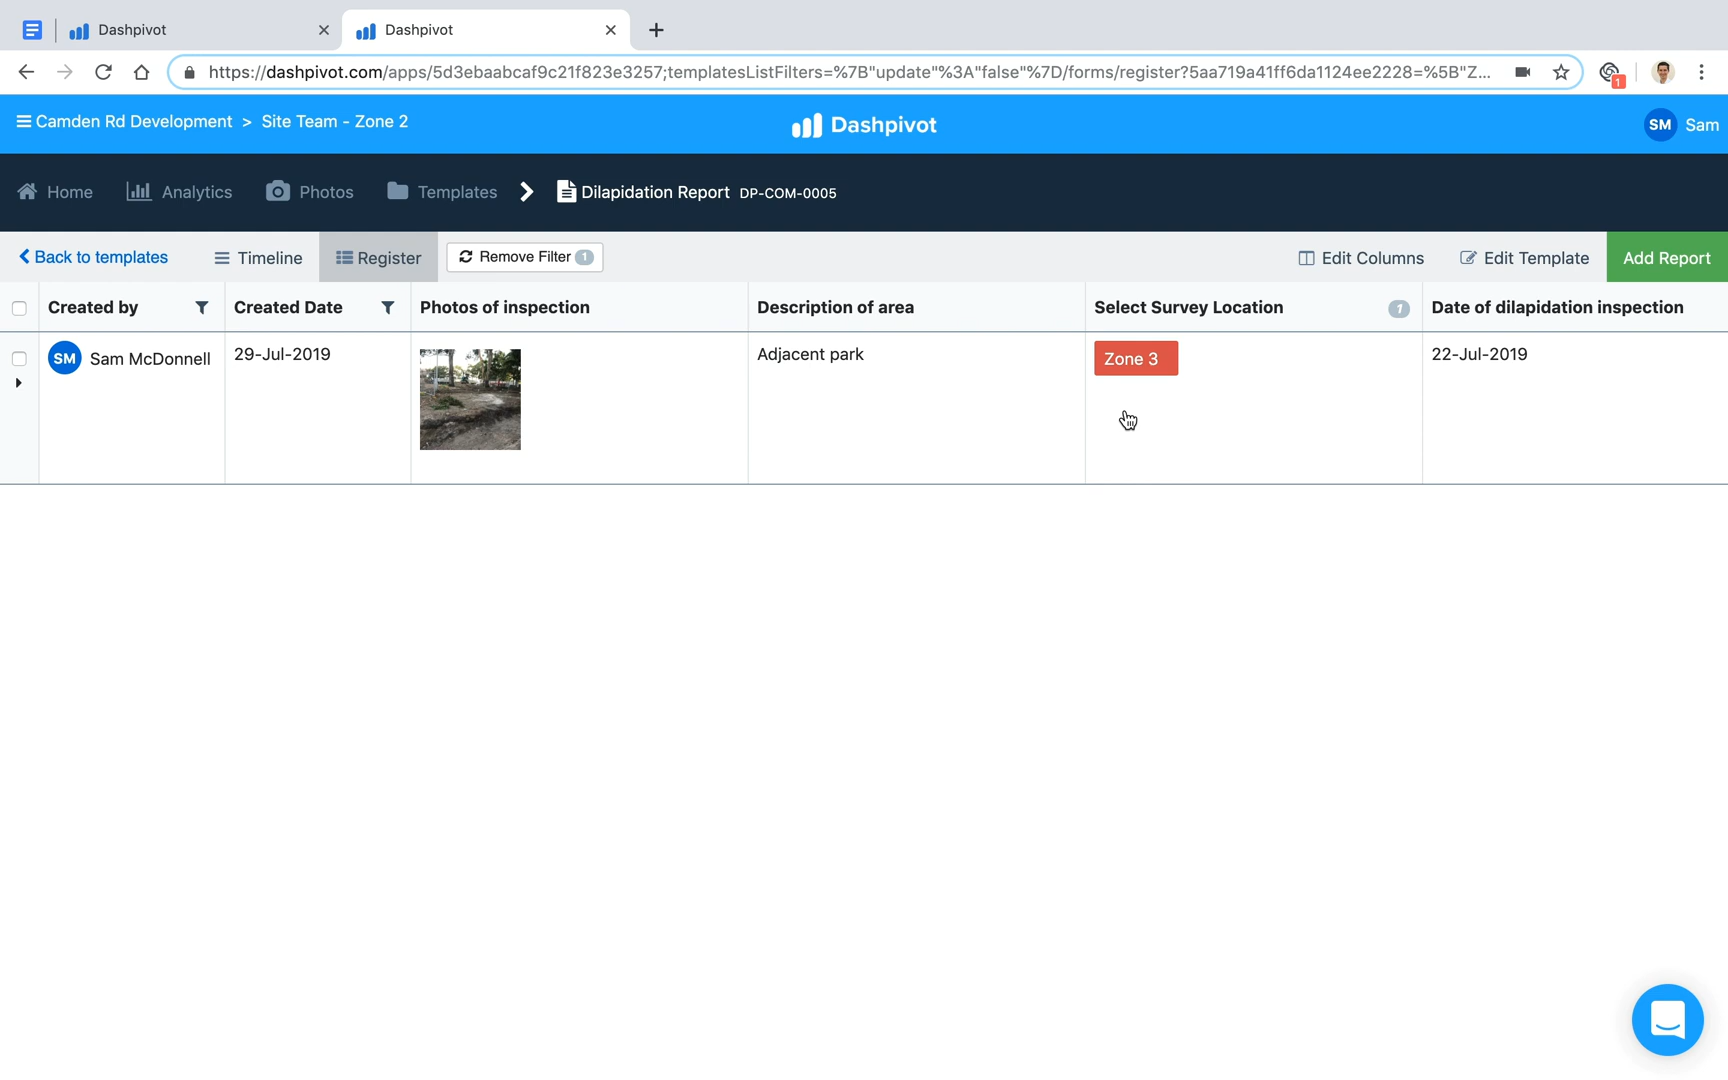 Dashpivot
Dashpivot
https://dashpivot.com/apps/5d3ebaabcaf9c21f823e3257;templatesListFilters=%7B"update"%3A"false"%7D/forms/register?5aa719a41ff6da1124ee2228=%5B"Z...
1
Camden Rd Development > Site Team - Zone 2
Dashpivot
SM Sam
Home Analytics Photos Templates Dilapidation Report DP-COM-0005
Back to templates Timeline Register Remove Filter 1 Edit Columns Edit Template Add Report
Created by Created Date Photos of inspection Description of area Select Survey Location 1 Date of dilapidation inspection
SM Sam McDonnell 29-Jul-2019 Adjacent park Zone 3 22-Jul-2019